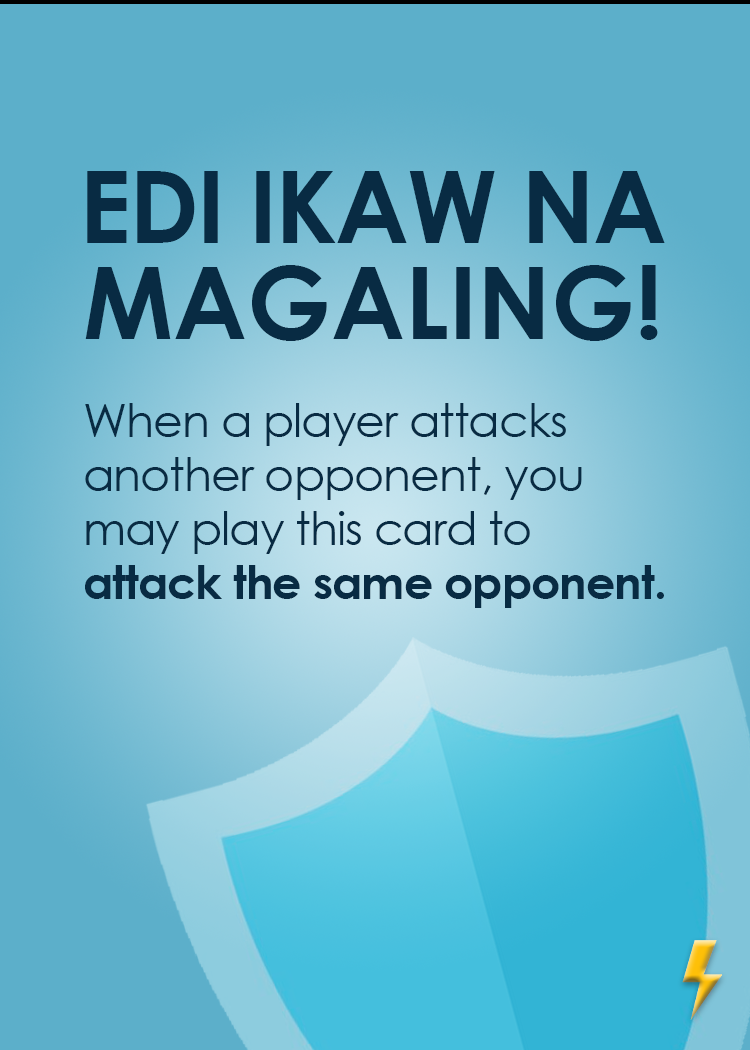 EDI IKAW NA
MAGALING!
When a player attacks
another opponent, you
may play this card to
attack the same opponent.